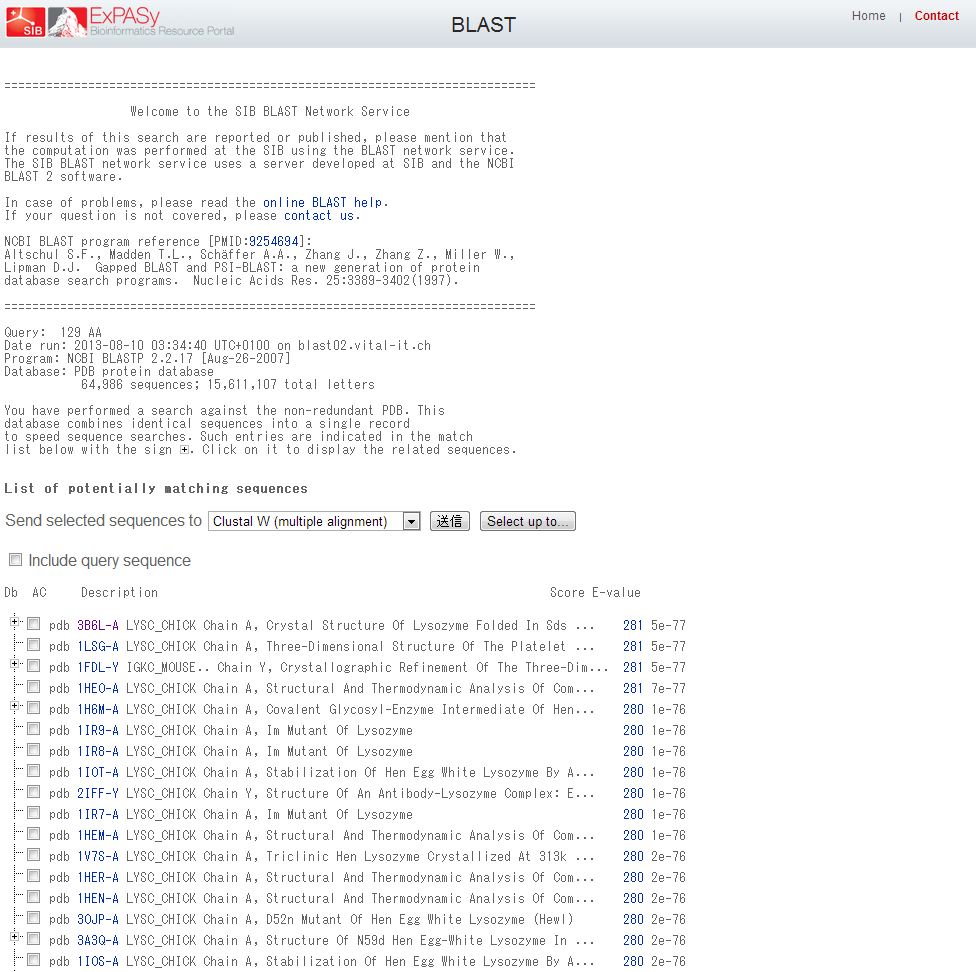 SIB ExPASy
Bioinformatics Resource Portal
BLAST
Home | Contact
============================================================================
Welcome to the SIB BLAST Network Service
If results of this search are reported or published, please mention that
the computation was performed at the SIB using the BLAST network service.
The SIB BLAST network service uses a server developed at SIB and the NCBI
BLAST 2 software.
In case of problems, please read the online BLAST help.
If your question is not covered, please contact us.
NCBI BLAST program reference [PMID:9254694]:
Altschul S.F., Madden T.L., Schäffer A.A., Zhang J., Zhang Z., Miller W.,
Lipman D.J.  Gapped BLAST and PSI-BLAST: a new generation of protein
database search programs.  Nucleic Acids Res. 25:3389-3402(1997).
============================================================================
Query:  129 AA
Date run: 2013-08-10 03:34:40 UTC+0100 on blast02.vital-it.ch
Program: NCBI BLASTP 2.2.17 [Aug-26-2007]
Database: PDB protein database
64,986 sequences; 15,611,107 total letters
You have performed a search against the non-redundant PDB. This
database combines identical sequences into a single record
to speed sequence searches. Such entries are indicated in the match
list below with the sign ⊞. Click on it to display the related sequences.
List of potentially matching sequences
Send selected sequences to Clustal W (multiple alignment) 送信 Select up to...
Include query sequence
Db AC Description Score E-value
pdb 3B6L-A LYSC_CHICK Chain A, Crystal Structure Of Lysozyme Folded In Sds ... 281 5e-77
pdb 1LSG-A LYSC_CHICK Chain A, Three-Dimensional Structure Of The Platelet ... 281 5e-77
pdb 1FDL-Y IGKC_MOUSE.. Chain Y, Crystallographic Refinement Of The Three-Dim... 281 5e-77
pdb 1HEO-A LYSC_CHICK Chain A, Structural And Thermodynamic Analysis Of Com... 281 7e-77
pdb 1H6M-A LYSC_CHICK Chain A, Covalent Glycosyl-Enzyme Intermediate Of Hen... 280 1e-76
pdb 1IR9-A LYSC_CHICK Chain A, Im Mutant Of Lysozyme 280 1e-76
pdb 1IR8-A LYSC_CHICK Chain A, Im Mutant Of Lysozyme 280 1e-76
pdb 1IOT-A LYSC_CHICK Chain A, Stabilization Of Hen Egg White Lysozyme By A... 280 1e-76
pdb 2IFF-Y LYSC_CHICK Chain Y, Structure Of An Antibody-Lysozyme Complex: E... 280 1e-76
pdb 1IR7-A LYSC_CHICK Chain A, Im Mutant Of Lysozyme 280 1e-76
pdb 1HEM-A LYSC_CHICK Chain A, Structural And Thermodynamic Analysis Of Com... 280 1e-76
pdb 1V7S-A LYSC_CHICK Chain A, Triclinic Hen Lysozyme Crystallized At 313k ... 280 2e-76
pdb 1HER-A LYSC_CHICK Chain A, Structural And Thermodynamic Analysis Of Com... 280 2e-76
pdb 1HEN-A LYSC_CHICK Chain A, Structural And Thermodynamic Analysis Of Com... 280 2e-76
pdb 3OJP-A LYSC_CHICK Chain A, D52n Mutant Of Hen Egg White Lysozyme (Hewl) 280 2e-76
pdb 3A3Q-A LYSC_CHICK Chain A, Structure Of N59d Hen Egg-White Lysozyme In ... 280 2e-76
pdb 1IOS-A LYSC_CHICK Chain A, Stabilization Of Hen Egg White Lysozyme By A... 280 2e-76